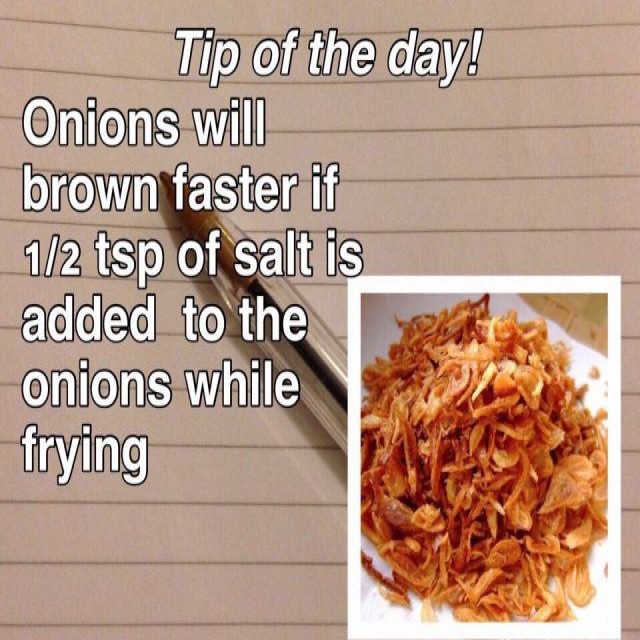 Tip of the day!
Onions will
brown faster if
1/2 tsp of salt is
added to the
onions while
frying